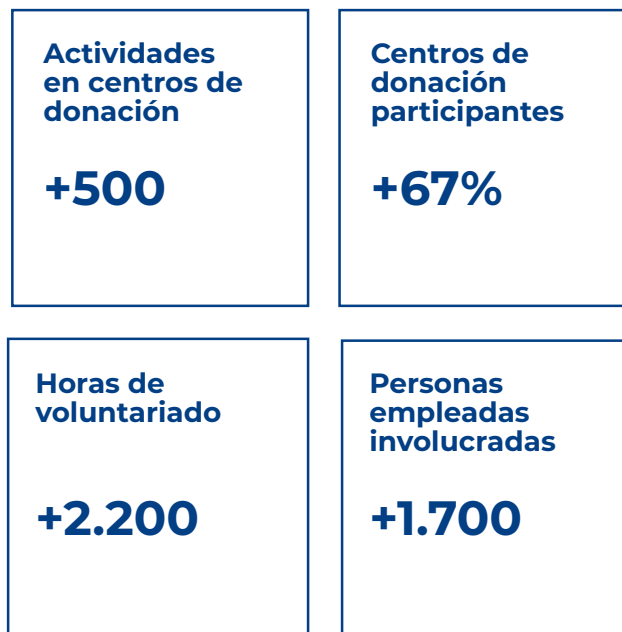 Actividades
en centros de
donación
+500
Centros de
donación
participantes
+67%
Horas de
voluntariado
+2.200
Personas
empleadas
involucradas
+1.700